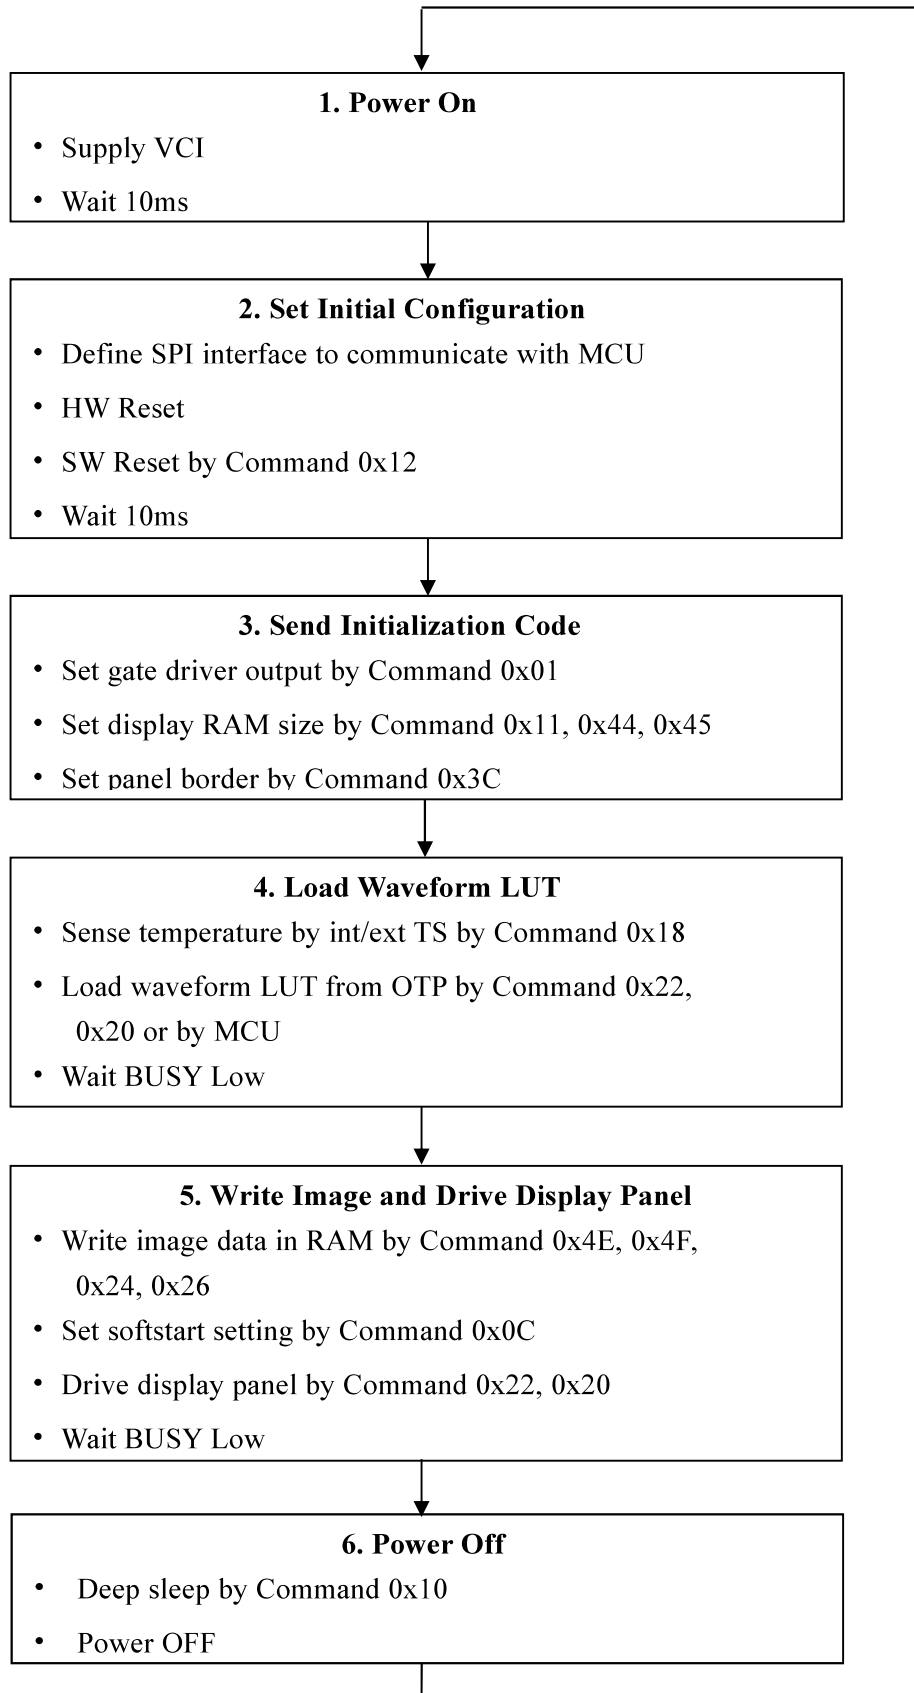 1. Power On
• Supply VCI
• Wait 10ms
2. Set Initial Configuration
• Define SPI interface to communicate with MCU
• HW Reset
• SW Reset by Command 0x12
• Wait 10ms
3. Send Initialization Code
• Set gate driver output by Command 0x01
• Set display RAM size by Command 0x11, 0x44, 0x45
• Set panel border by Command 0x3C
4. Load Waveform LUT
• Sense temperature by int/ext TS by Command 0x18
• Load waveform LUT from OTP by Command 0x22,
0x20 or by MCU
• Wait BUSY Low
5. Write Image and Drive Display Panel
• Write image data in RAM by Command 0x4E, 0x4F,
0x24, 0x26
• Set softstart setting by Command 0x0C
• Drive display panel by Command 0x22, 0x20
• Wait BUSY Low
6. Power Off
• Deep sleep by Command 0x10
• Power OFF